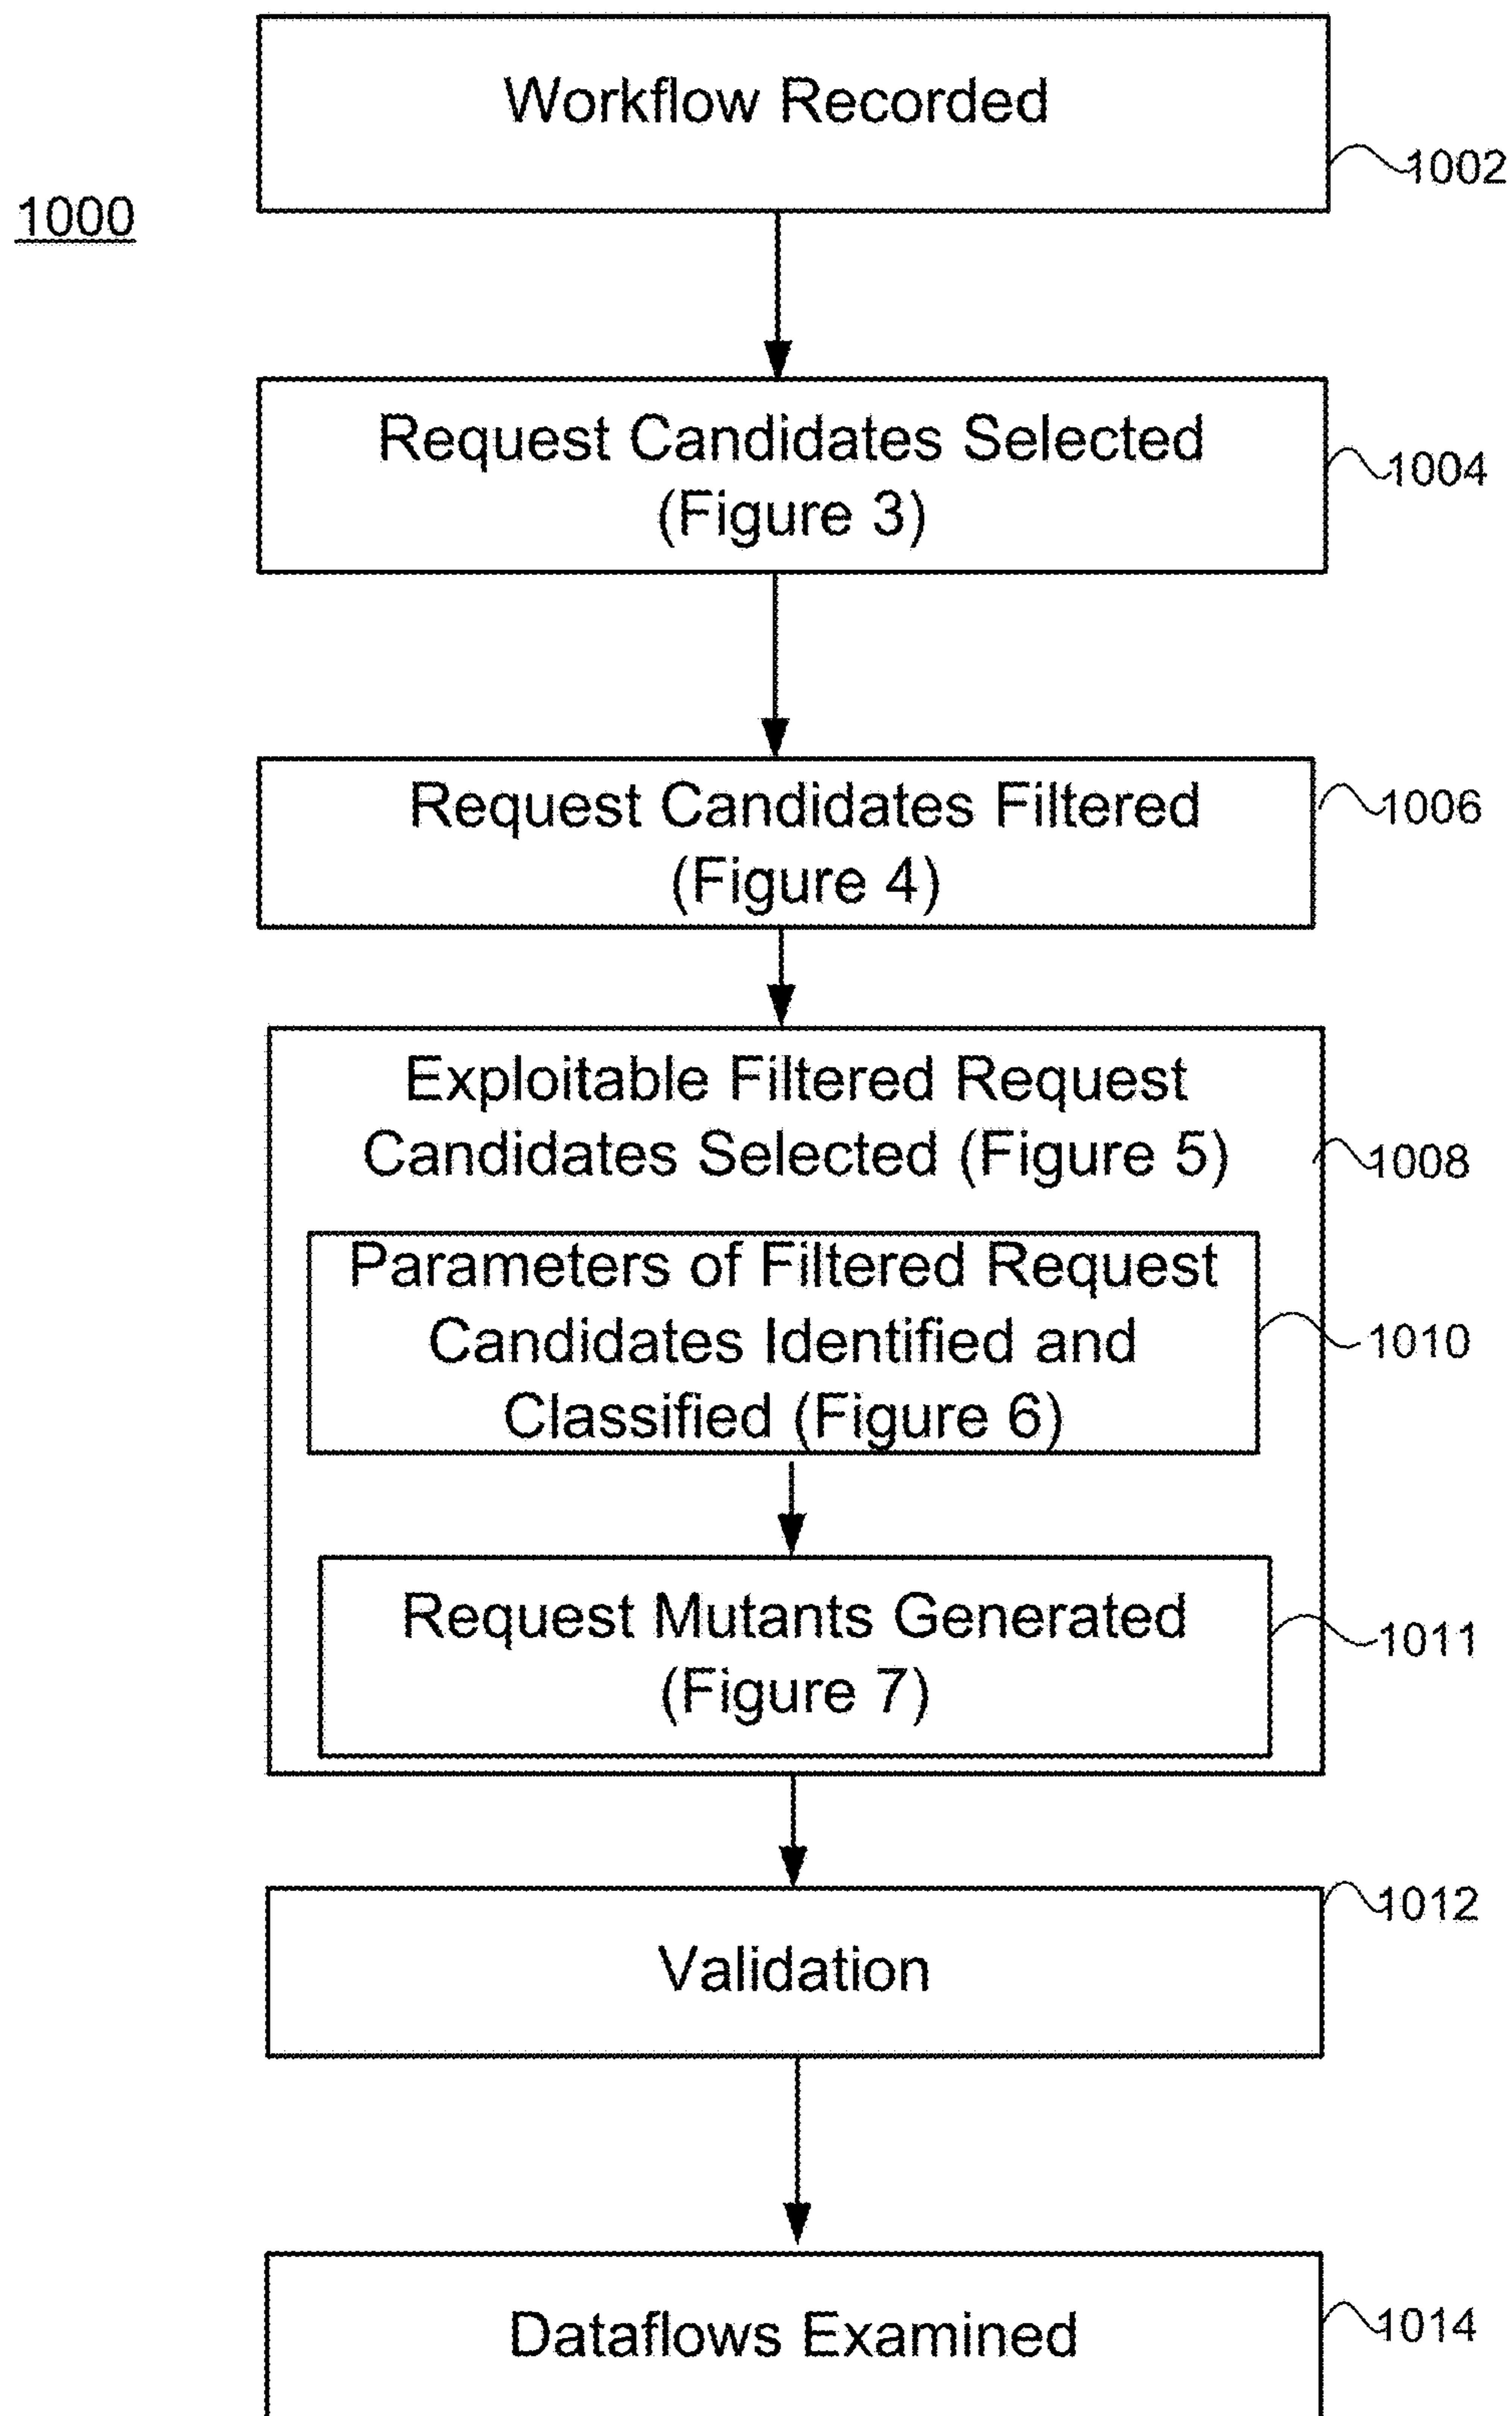 Workflow Recorded
1002
1000
Request Candidates Selected
(Figure 3)
1004
Request Candidates Filtered
(Figure 4)
1006
Exploitable Filtered Request
Candidates Selected (Figure 5)
1008
Parameters of Filtered Request
Candidates Identified and
Classified (Figure 6)
1010
Request Mutants Generated
(Figure 7)
1011
Validation
1012
Dataflows Examined
1014